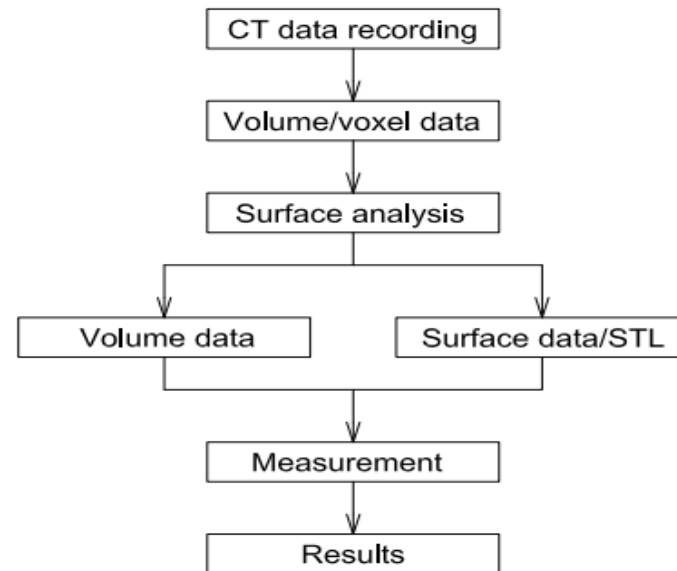 CT data recording
Volume/voxel data
Surface analysis
Volume data
Surface data/STL
Measurement
Results